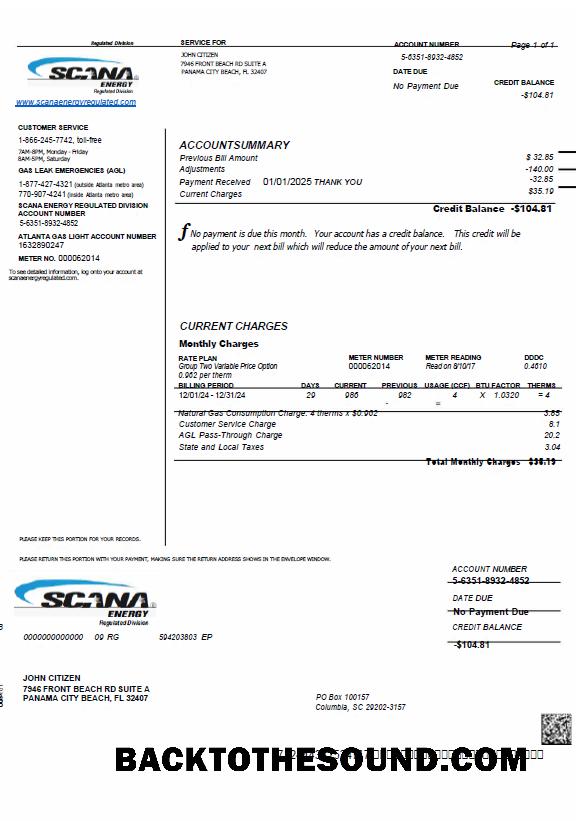 Regulated Division
SERVICE FOR
JOHN CITIZEN
7946 FRONT BEACH RD SUITE A
PANAMA CITY BEACH, FL 32407
ACCOUNT NUMBER
5-6351-8932-4852
DATE DUE
No Payment Due
Page 1 of 1
CREDIT BALANCE
-$104.81
SCANA
ENERGY
Regulated Division
www.scanaenergyregulated.com
CUSTOMER SERVICE
1-866-245-7742, toll-free
7AM-8PM, Monday - Friday
8AM-5PM, Saturday
GAS LEAK EMERGENCIES (AGL)
1-877-427-4321 (outside Atlanta metro area)
770-907-4241 (inside Atlanta metro area)
SCANA ENERGY REGULATED DIVISION
ACCOUNT NUMBER
5-6351-8932-4852
ATLANTA GAS LIGHT ACCOUNT NUMBER
1632890247
METER NO. 000062014
To see detailed information, log onto your account at
scanaenergyregulated.com.
ACCOUNTSUMMARY
Previous Bill Amount $ 32.85
Adjustments -140.00
Payment Received 01/01/2025 THANK YOU -32.85
Current Charges $35.19
Credit Balance -$104.81
f No payment is due this month. Your account has a credit balance. This credit will be
applied to your next bill which will reduce the amount of your next bill.
CURRENT CHARGES
Monthly Charges
RATE PLAN METER NUMBER METER READING DDDC
Group Two Variable Price Option 000062014 Read on 8/10/17 0.4610
0.962 per therm
BILLING PERIOD DAYS CURRENT PREVIOUS USAGE (CCF) BTU FACTOR THERMS
12/01/24 - 12/31/24 29 986 982 4 X 1.0320 = 4
- =
Natural Gas Consumption Charge: 4 therms x $0.962 3.85
Customer Service Charge 8.1
AGL Pass-Through Charge 20.2
State and Local Taxes 3.04
Total Monthly Charges $35.19
PLEASE KEEP THIS PORTION FOR YOUR RECORDS.
PLEASE RETURN THIS PORTION WITH YOUR PAYMENT, MAKING SURE THE RETURN ADDRESS SHOWS IN THE ENVELOPE WINDOW.
SCANA
ENERGY
Regulated Division
ACCOUNT NUMBER
5-6351-8932-4852
DATE DUE
No Payment Due
CREDIT BALANCE
-$104.81
0000000000000 09 RG 594203803 EP
JOHN CITIZEN
7946 FRONT BEACH RD SUITE A
PANAMA CITY BEACH, FL 32407
PO Box 100157
Columbia, SC 29202-3157
BACKTOTHESOUND.COM